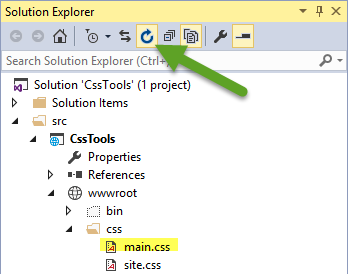 Solution Explorer
Search Solution Explorer (Ctrl+
Solution 'CssTools' (1 project)
Solution Items
src
CssTools
Properties
References
wwwroot
bin
css
main.css
site.css